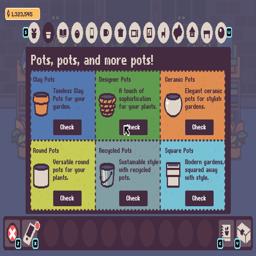 1,323,595
Pots, pots, and more pots!
Clay Pots
Timeless Clay
Pots for your
garden.
Check
Designer Pots
A touch of
sophistication
for your plants.
Check
Ceramic Pots
Elegant ceramic
pots for stylish
gardens.
Check
Round Pots
Versatile round
pots for your
plants.
Check
Recycled Pots
Sustainable style
with recycled
pots.
Check
Square Pots
Modern gardens,
squared away
with style.
Check